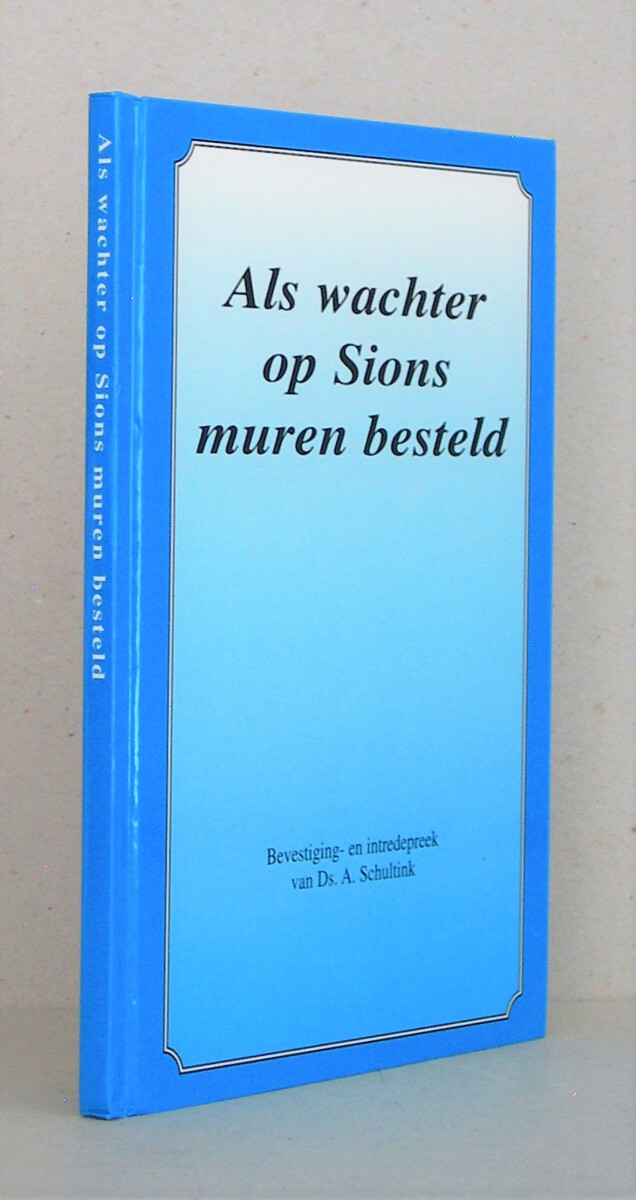 Als wachter op Sions muren besteld
Als wachter
op Sions
muren besteld
Bevestiging- en intredepreek
van Ds. A. Schultink